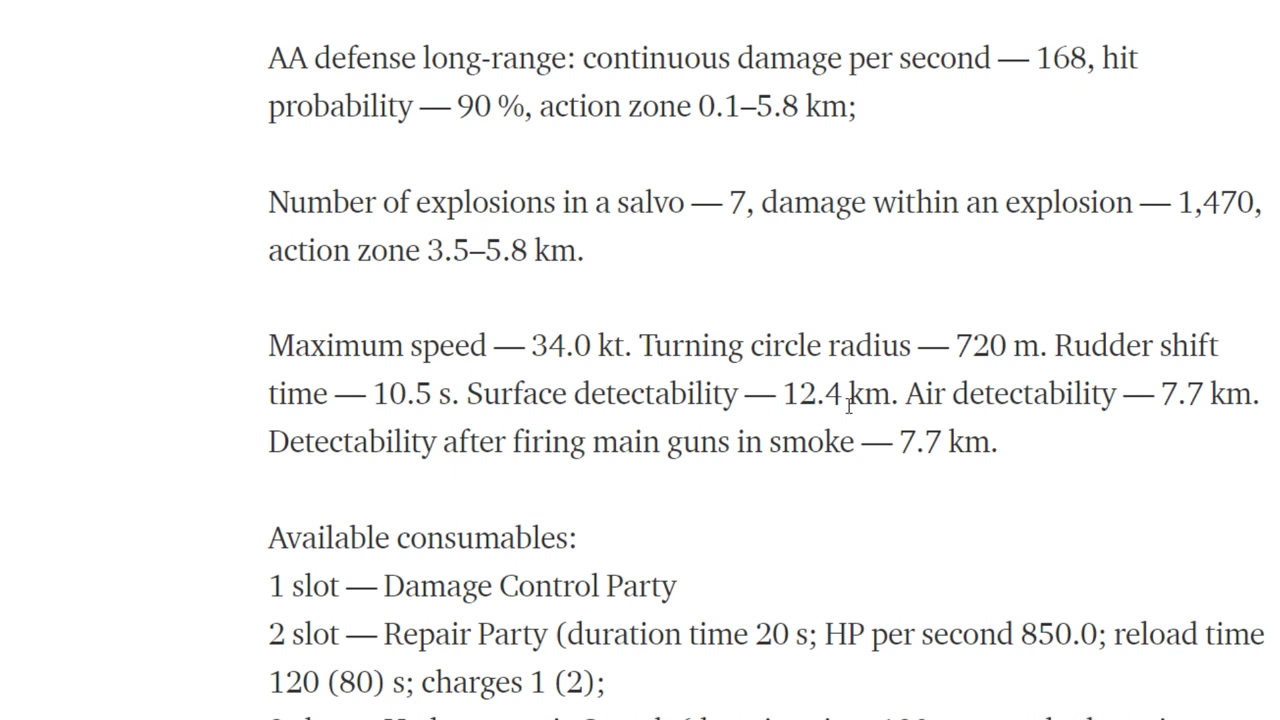 AA defense long-range: continuous damage per second — 168, hit
probability — 90 %, action zone 0.1–5.8 km;
Number of explosions in a salvo — 7, damage within an explosion — 1,470,
action zone 3.5–5.8 km.
Maximum speed — 34.0 kt. Turning circle radius — 720 m. Rudder shift
time — 10.5 s. Surface detectability — 12.4 km. Air detectability — 7.7 km.
Detectability after firing main guns in smoke — 7.7 km.
Available consumables:
1 slot — Damage Control Party
2 slot — Repair Party (duration time 20 s; HP per second 850.0; reload time
120 (80) s; charges 1 (2);